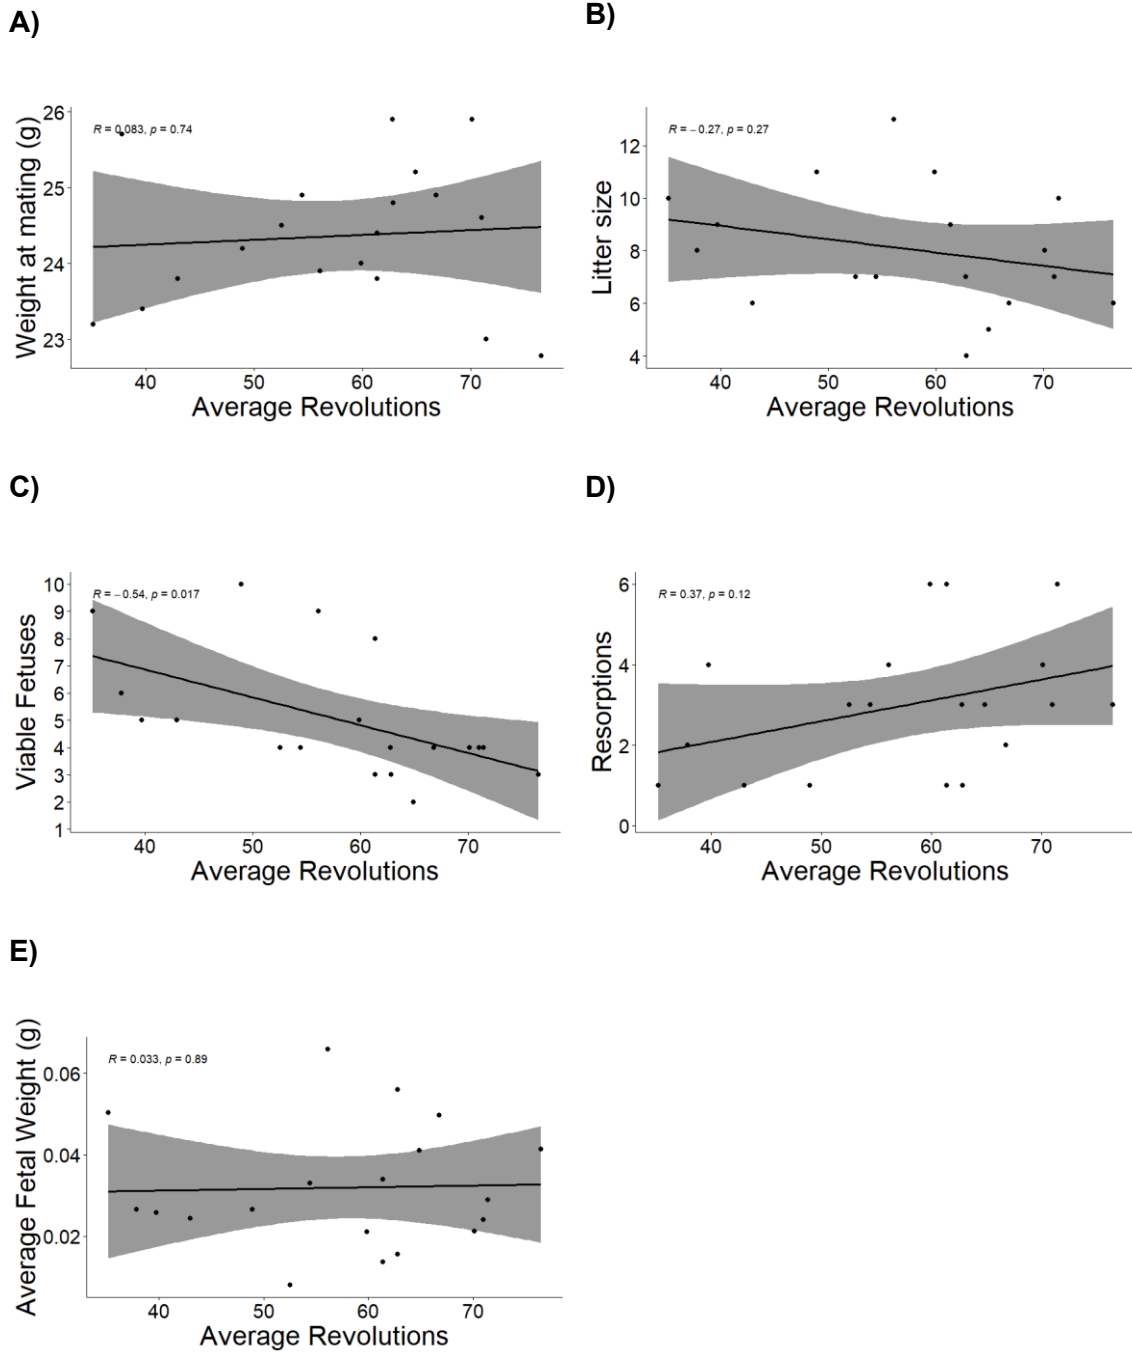 A)
Weight at mating (g)
26
25
24
23
R = 0.083, p = 0.74
40 50 60 70
Average Revolutions
B)
Litter size
12
10
8
6
4
R = −0.27, p = 0.27
40 50 60 70
Average Revolutions
C)
Viable Fetuses
10
9
8
7
6
5
4
3
2
1
R = −0.54, p = 0.017
40 50 60 70
Average Revolutions
D)
Resorptions
6
4
2
0
R = 0.37, p = 0.12
40 50 60 70
Average Revolutions
E)
Average Fetal Weight (g)
0.06
0.04
0.02
R = 0.033, p = 0.89
40 50 60 70
Average Revolutions